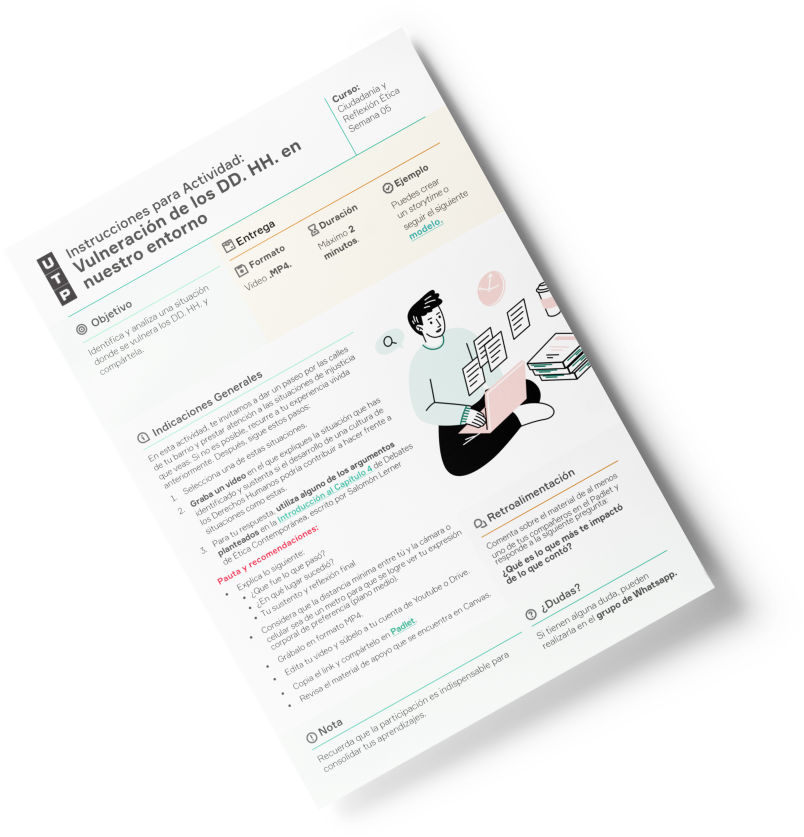 UTP
Instrucciones para Actividad:
Vulneración de los DD. HH. en
nuestro entorno
Curso:
Ciudadanía y
Reflexión Ética
Semana 05
Objetivo
Identifica y analiza una situación
donde se vulnera los DD. HH. y
compártela.
Entrega
Formato
Video .MP4.
Duración
Máximo 2
minutos.
Ejemplo
Puedes crear
un storytime o
seguir el siguiente
modelo.
Indicaciones Generales
En esta actividad, te invitamos a dar un paseo por las calles
de tu barrio y prestar atención a las situaciones de injusticia
que veas. Si no es posible, recurre a tu experiencia vivida
anteriormente. Después, sigue estos pasos:
1. Selecciona una de estas situaciones.
2. Graba un video en el que expliques la situación que has
identificado y sustenta si el desarrollo de una cultura de
los Derechos Humanos podría contribuir a hacer frente a
situaciones como estas.
3. Para tu respuesta, utiliza alguno de los argumentos
planteados en la Introducción al Capítulo 4 de Debates
de Ética Contemporánea, escrito por Salomón Lerner
Pauta y recomendaciones:
• Explica lo siguiente:
• ¿Qué fue lo que pasó?
• ¿En qué lugar sucedió?
• Tu sustento y reflexión final
• Considera que la distancia mínima entre tú y la cámara o
celular sea de un metro para que se logre ver tu expresión
corporal de preferencia (plano medio).
• Grábalo en formato MP4.
• Edita tu video y súbelo a tu cuenta de Youtube o Drive.
• Copia el link y compártelo en Padlet.
• Revisa el material de apoyo que se encuentra en Canvas.
Retroalimentación
Comenta sobre el material de al menos
uno de tus compañeros en el Padlet y
responde a la siguiente pregunta:
¿Qué es lo que más te impactó
de lo que contó?
¿Dudas?
Si tienen alguna duda, pueden
realizarla en el grupo de Whatsapp.
Nota
Recuerda que la participación es indispensable para
consolidar tus aprendizajes.